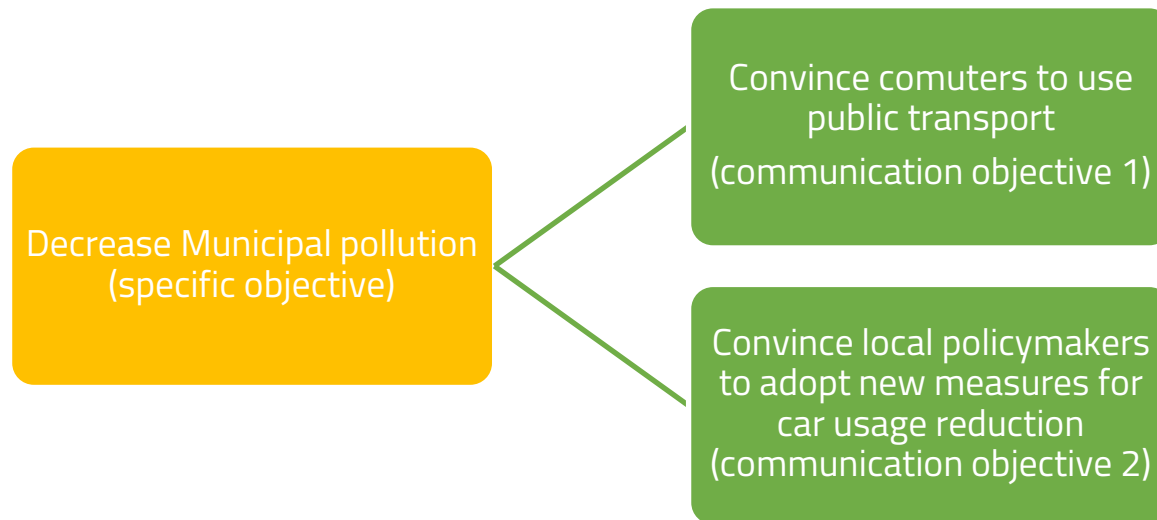 Decrease Municipal pollution
(specific objective)
Convince comuters to use
public transport
(communication objective 1)
Convince local policymakers
to adopt new measures for
car usage reduction
(communication objective 2)